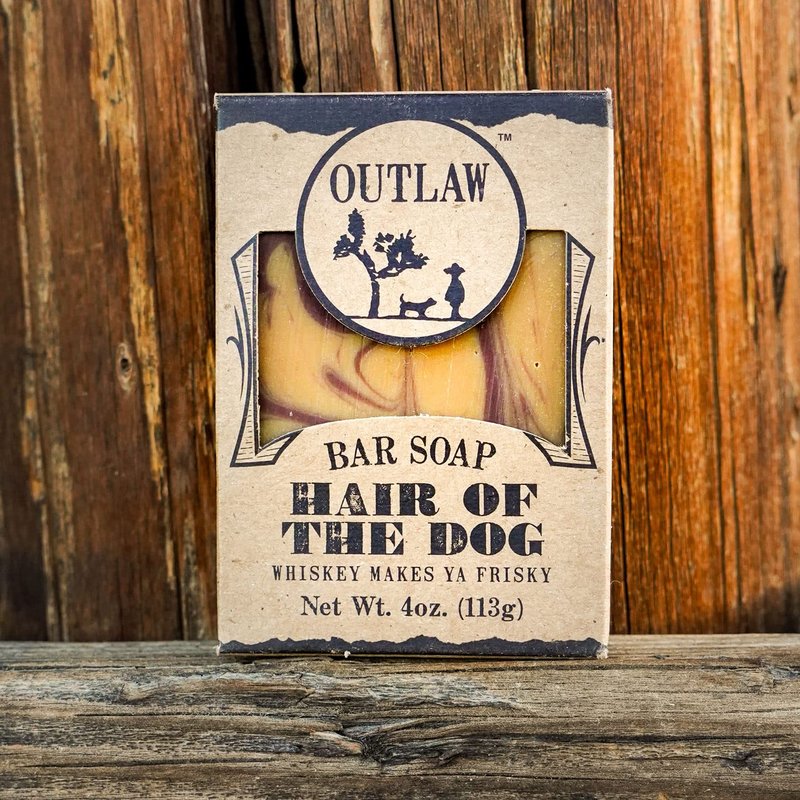 OUTLAW
™
BAR SOAP
HAIR OF
THE DOG
WHISKEY MAKES YA FRISKY
Net Wt. 4oz. (113g)